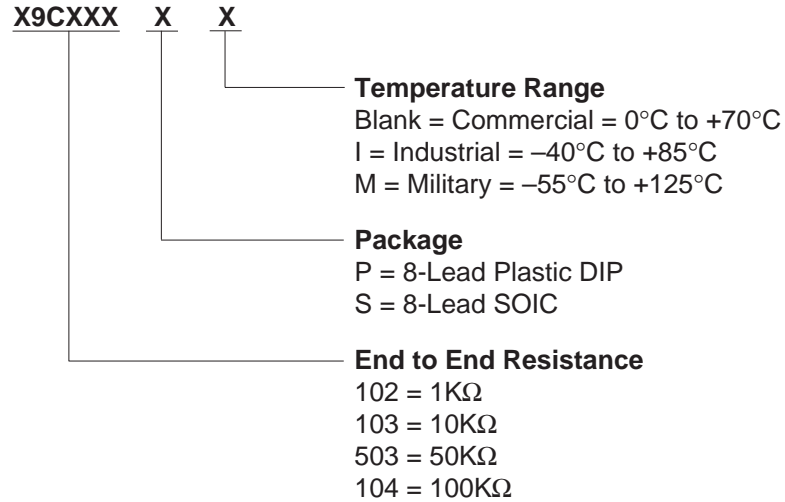 X9CXXX X X
Temperature Range
Blank = Commercial = 0°C to +70°C
I = Industrial = –40°C to +85°C
M = Military = –55°C to +125°C
Package
P = 8-Lead Plastic DIP
S = 8-Lead SOIC
End to End Resistance
102 = 1KΩ
103 = 10KΩ
503 = 50KΩ
104 = 100KΩ